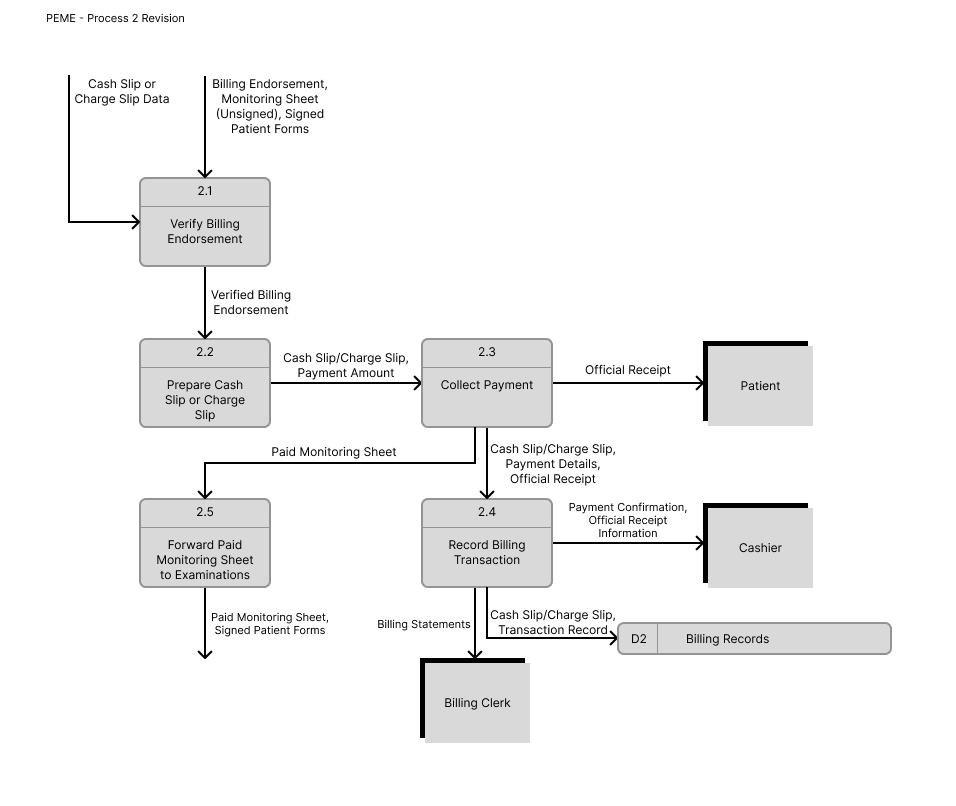 PEME - Process 2 Revision
Cash Slip or
Charge Slip Data
Billing Endorsement,
Monitoring Sheet
(Unsigned), Signed
Patient Forms
2.1
Verify Billing
Endorsement
Verified Billing
Endorsement
2.2
Prepare Cash
Slip or Charge
Slip
Cash Slip/Charge Slip,
Payment Amount
2.3
Collect Payment
Official Receipt
Patient
Paid Monitoring Sheet
Cash Slip/Charge Slip,
Payment Details,
Official Receipt
2.5
Forward Paid
Monitoring Sheet
to Examinations
2.4
Record Billing
Transaction
Payment Confirmation,
Official Receipt
Information
Cashier
Paid Monitoring Sheet,
Signed Patient Forms
Billing Statements
Cash Slip/Charge Slip,
Transaction Record
D2
Billing Records
Billing Clerk